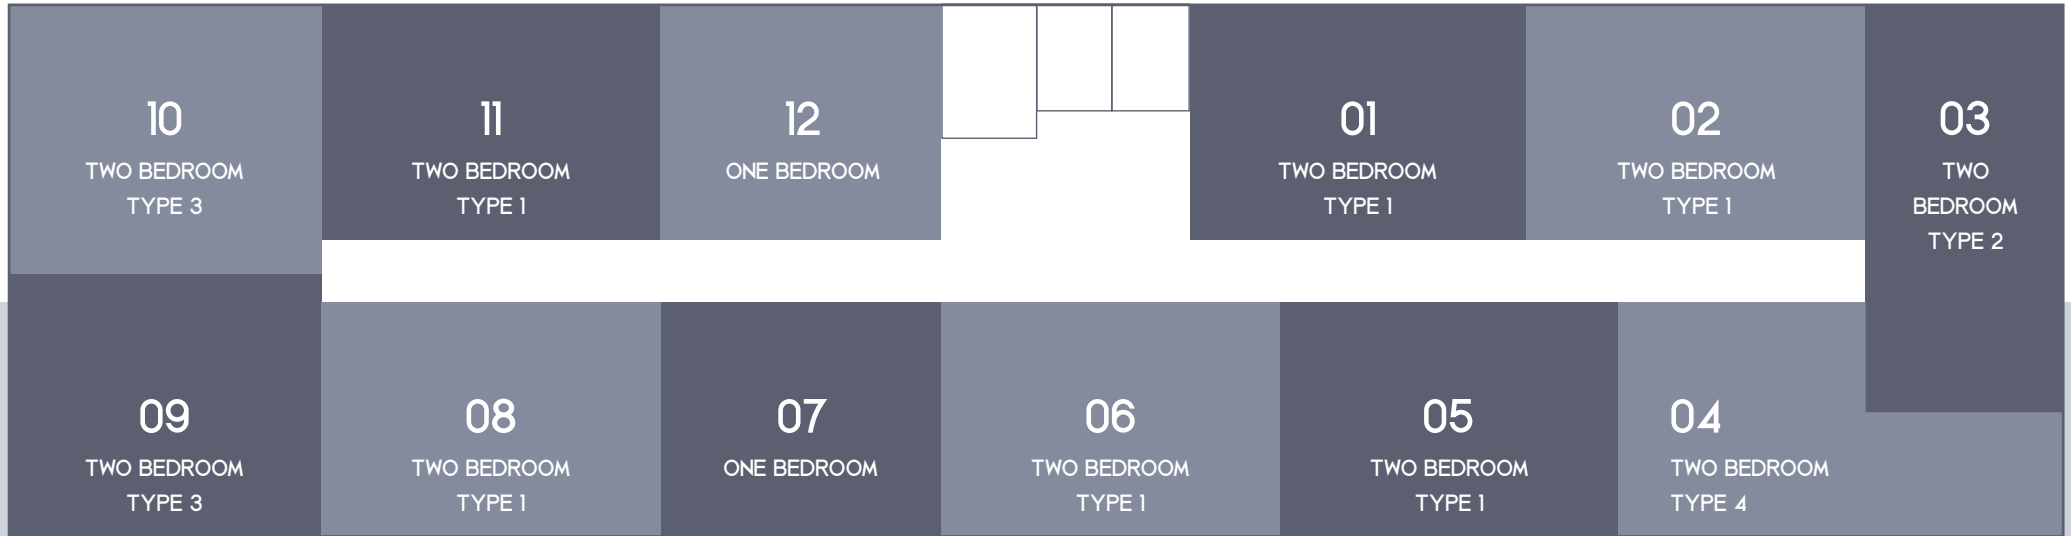 10
TWO BEDROOM
TYPE 3
11
TWO BEDROOM
TYPE 1
12
ONE BEDROOM
01
TWO BEDROOM
TYPE 1
02
TWO BEDROOM
TYPE 1
03
TWO
BEDROOM
TYPE 2
09
TWO BEDROOM
TYPE 3
08
TWO BEDROOM
TYPE 1
07
ONE BEDROOM
06
TWO BEDROOM
TYPE 1
05
TWO BEDROOM
TYPE 1
04
TWO BEDROOM
TYPE 4